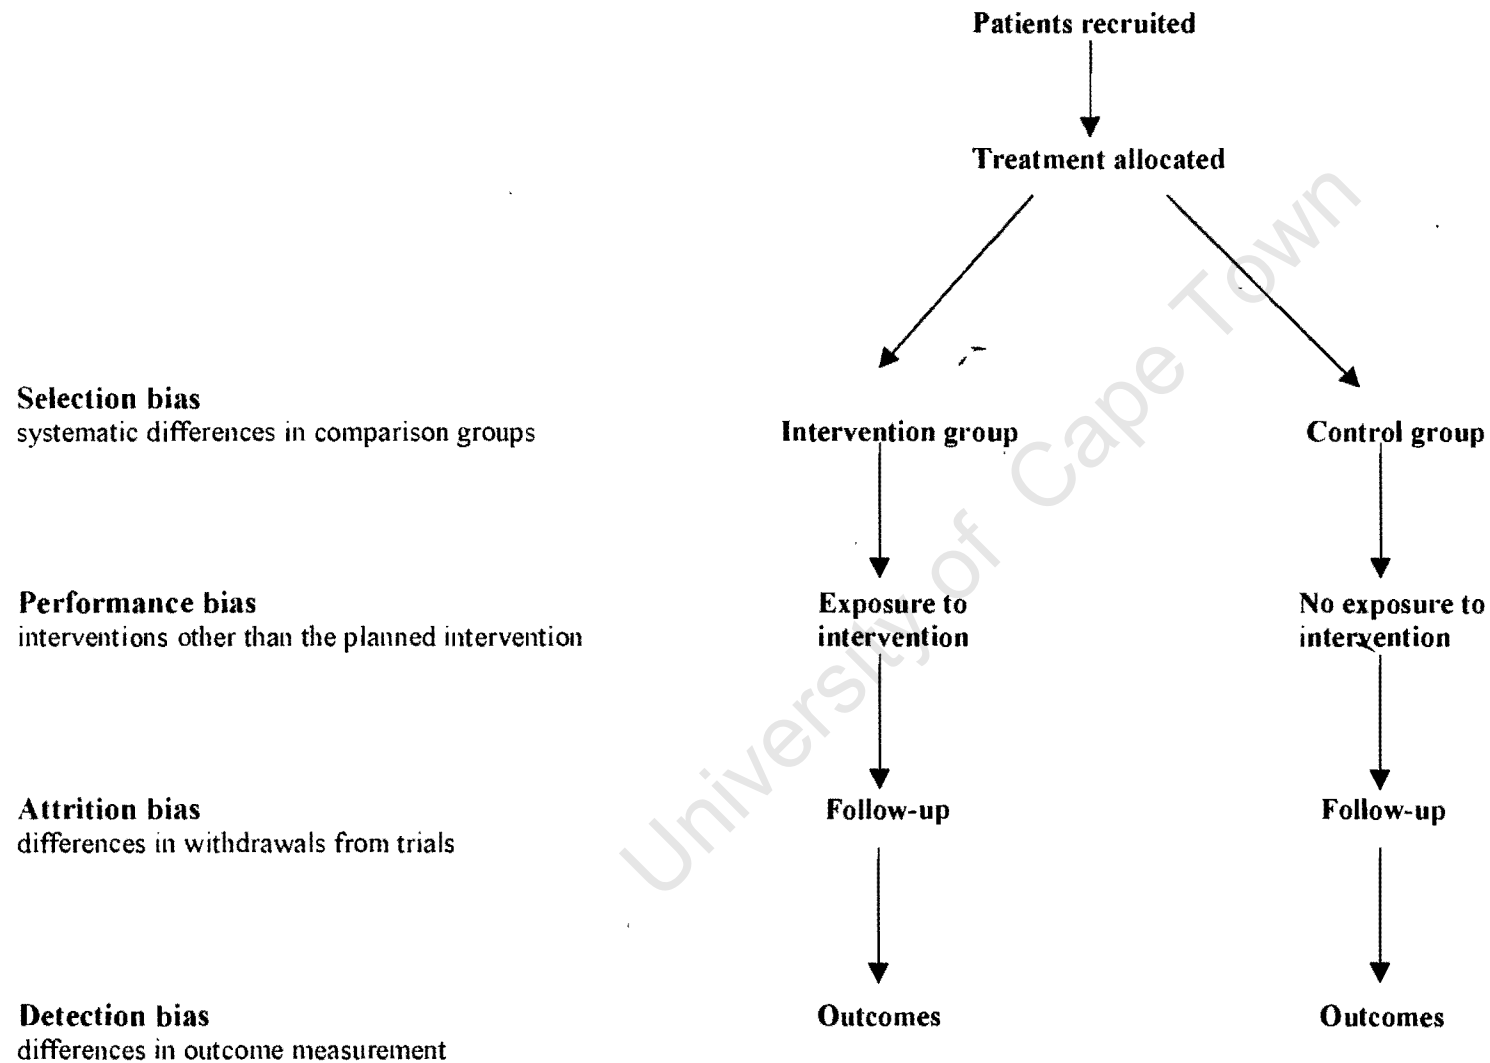 Patients recruited
Treatment allocated
Selection bias
systematic differences in comparison groups
Intervention group
Control group
Performance bias
interventions other than the planned intervention
Exposure to
intervention
No exposure to
intervention
Attrition bias
differences in withdrawals from trials
Follow-up
Follow-up
Detection bias
differences in outcome measurement
Outcomes
Outcomes
University of Cape Town